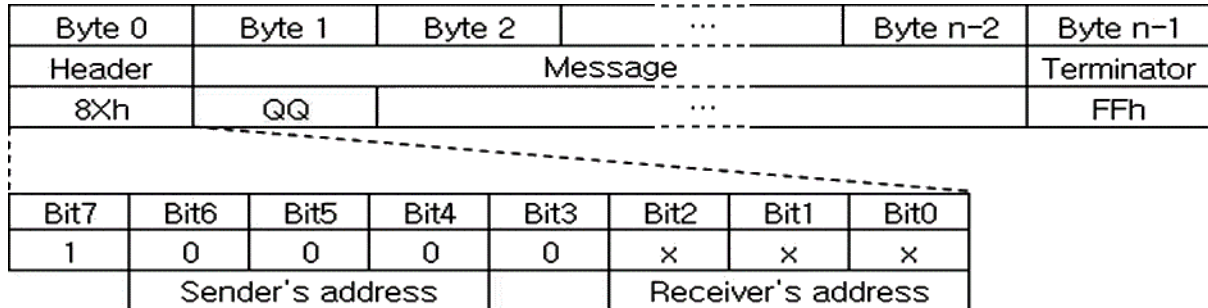 Byte 0 Byte 1 Byte 2 ... Byte n-2 Byte n-1
Header Message Terminator
8Xh QQ ... FFh
Bit7 Bit6 Bit5 Bit4 Bit3 Bit2 Bit1 Bit0
1 0 0 0 0 x x x
Sender's address Receiver's address